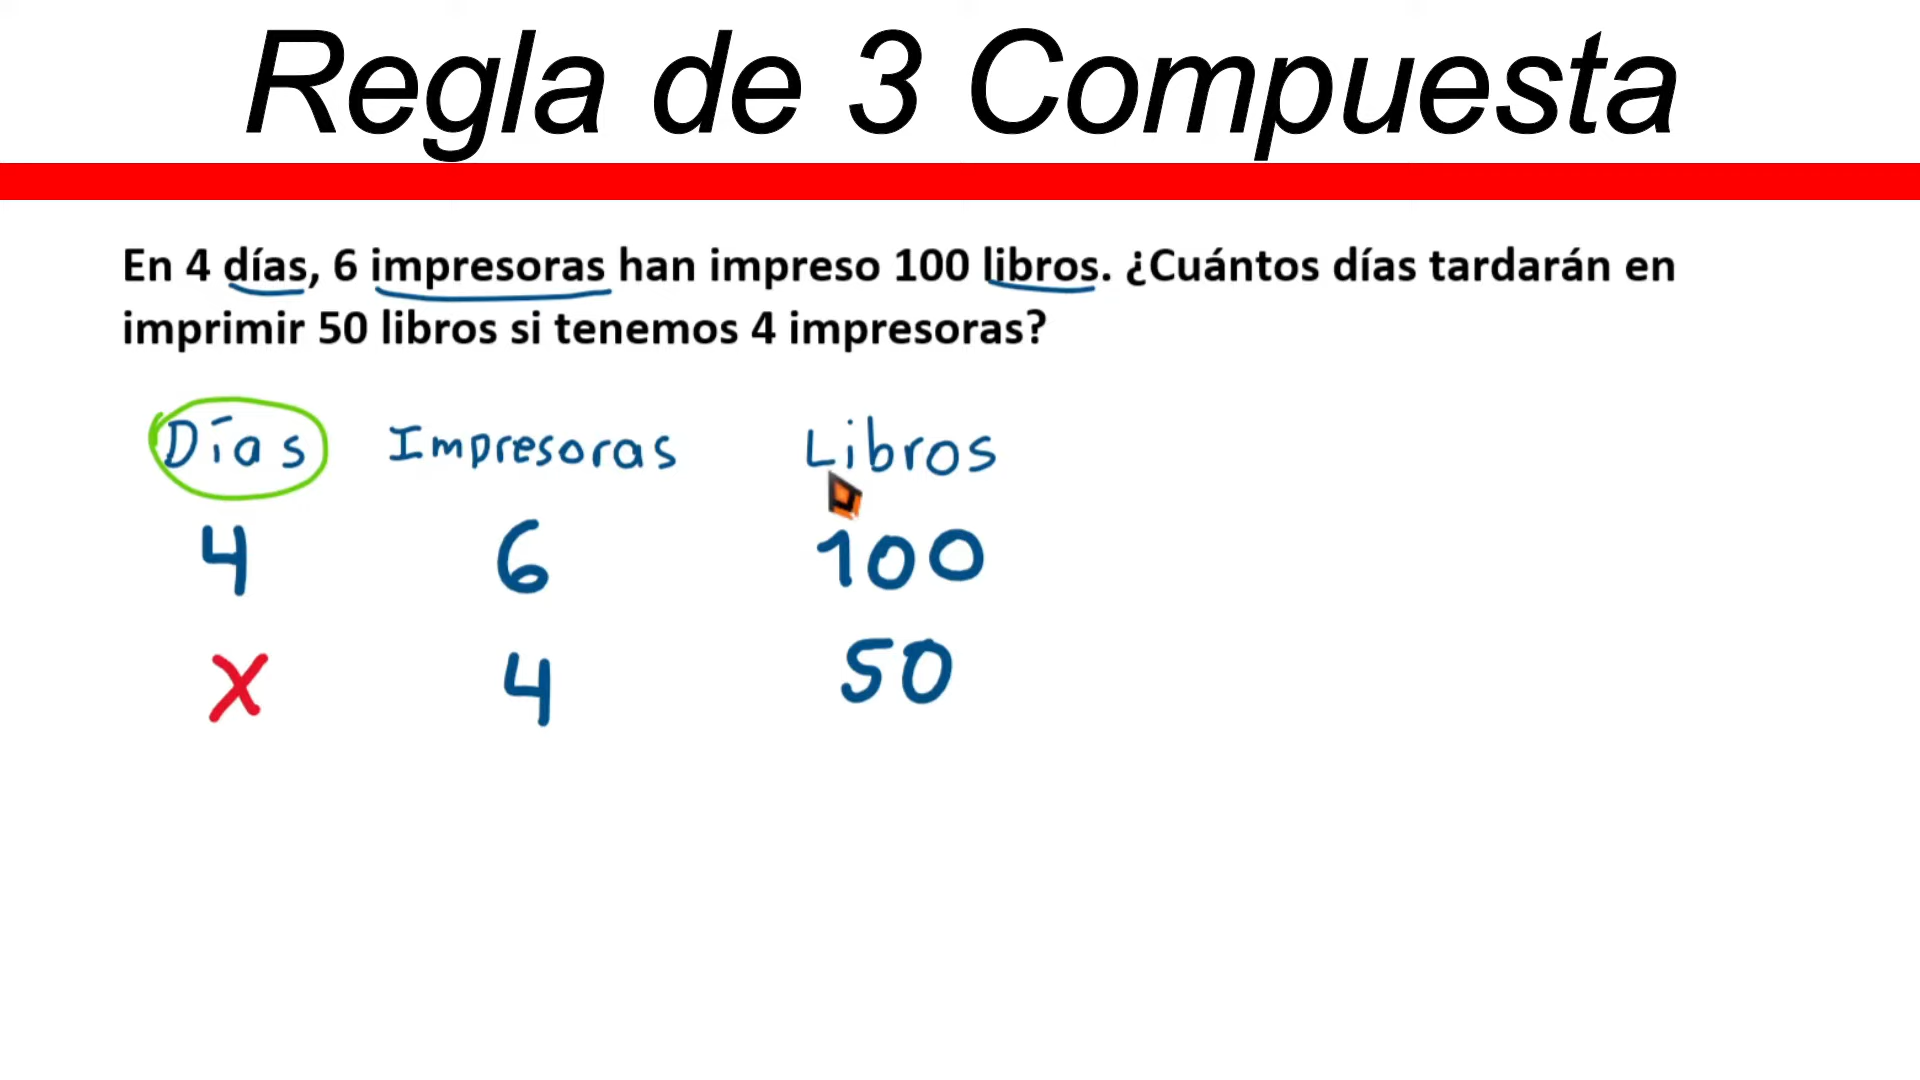 Regla de 3 Compuesta
En 4 días, 6 impresoras han impreso 100 libros. ¿Cuántos días tardarán en
imprimir 50 libros si tenemos 4 impresoras?
Días Impresoras Libros
4 6 100
X 4 50